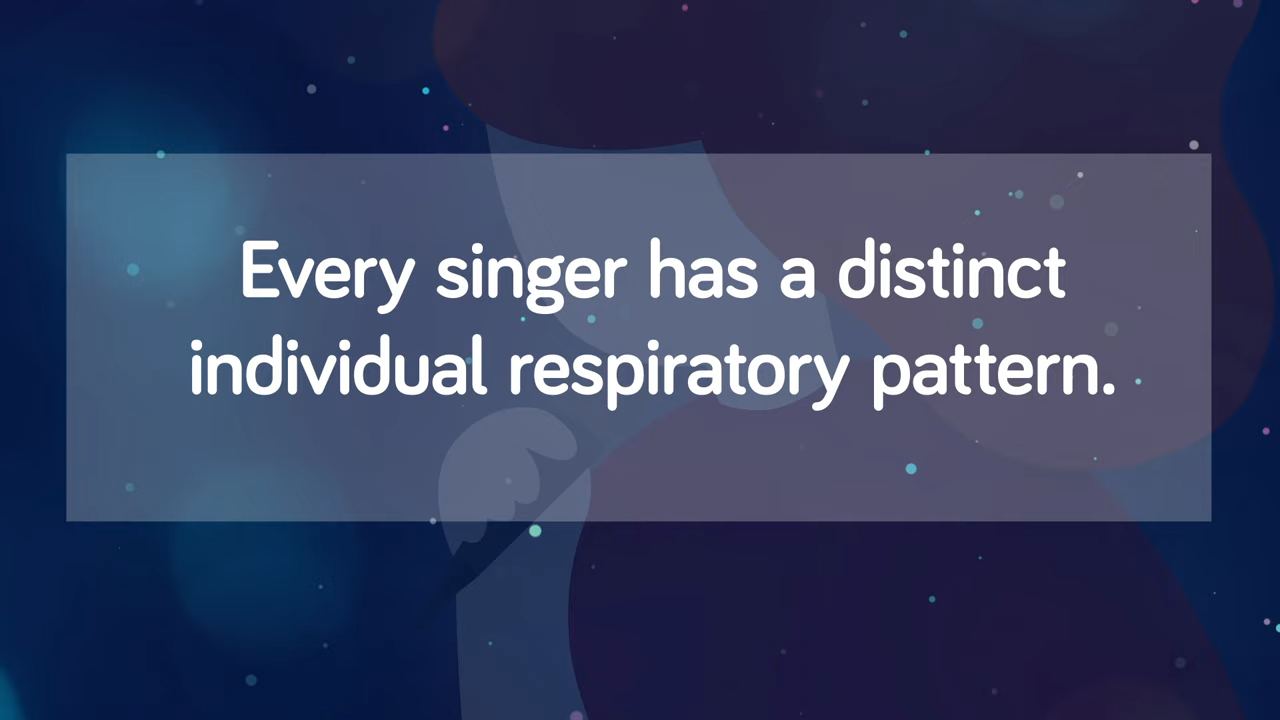 Every singer has a distinct
individual respiratory pattern.